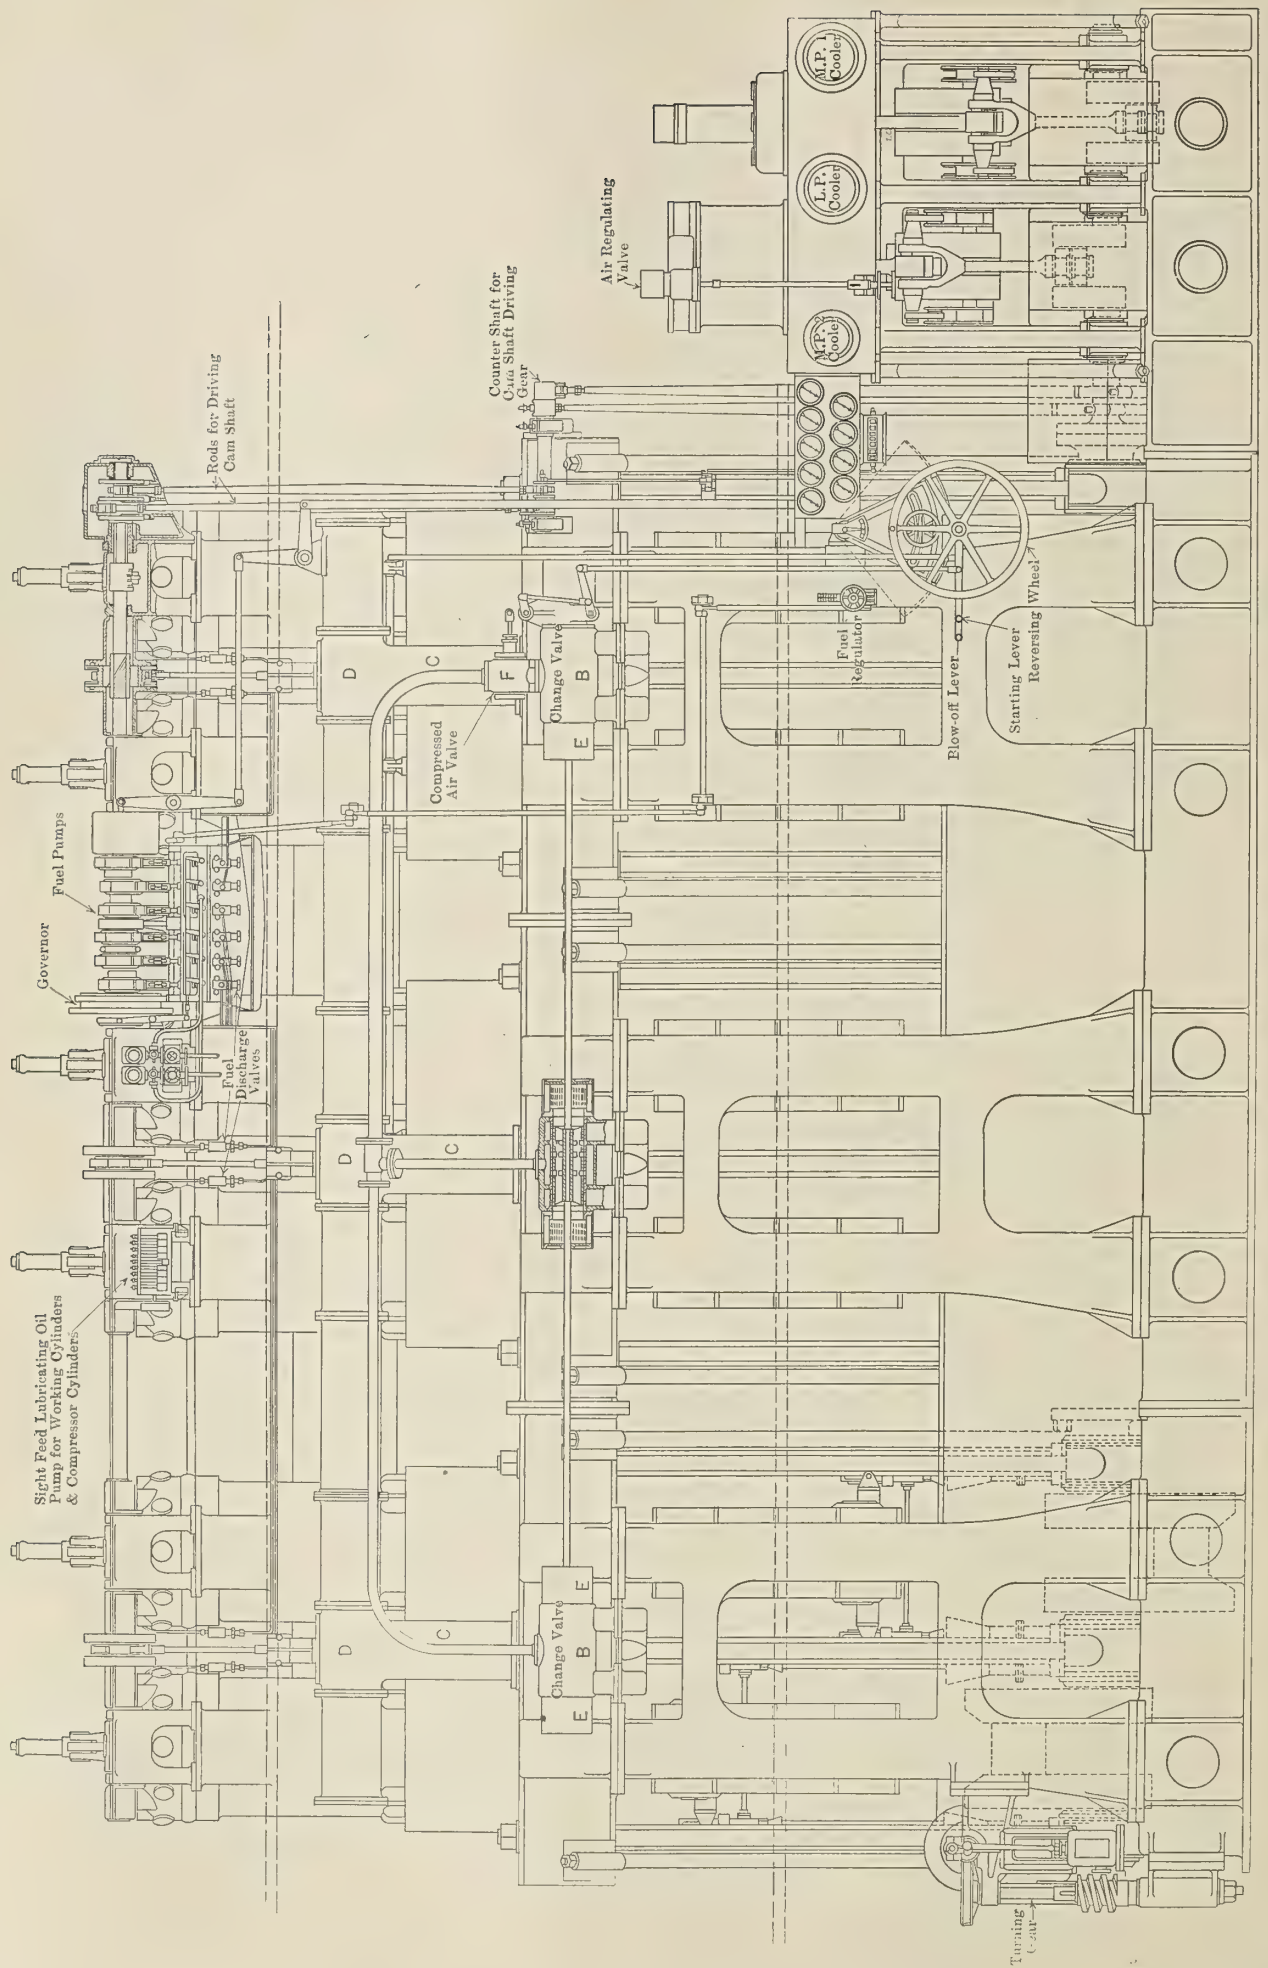 Sight Feed Lubricating Oil
Pump for Working Cylinders
& Compressor Cylinders
Governor
Fuel Pumps
Fuel
Discharge
Valves
Rods for Driving
Cam Shaft
Counter Shaft for
Cam Shaft Driving
Gear
Air Regulating
Valve
D
C
D
C
D
C
Compressed
Air Valve
F
Change Valve
B
E
E
Change Valve
B
E
M.P. 2
Cooler
L.P.
Cooler
M.P. 1
Cooler
Fuel
Regulator
Blow-off Lever
Starting Lever
Reversing Wheel
Turning
Gear